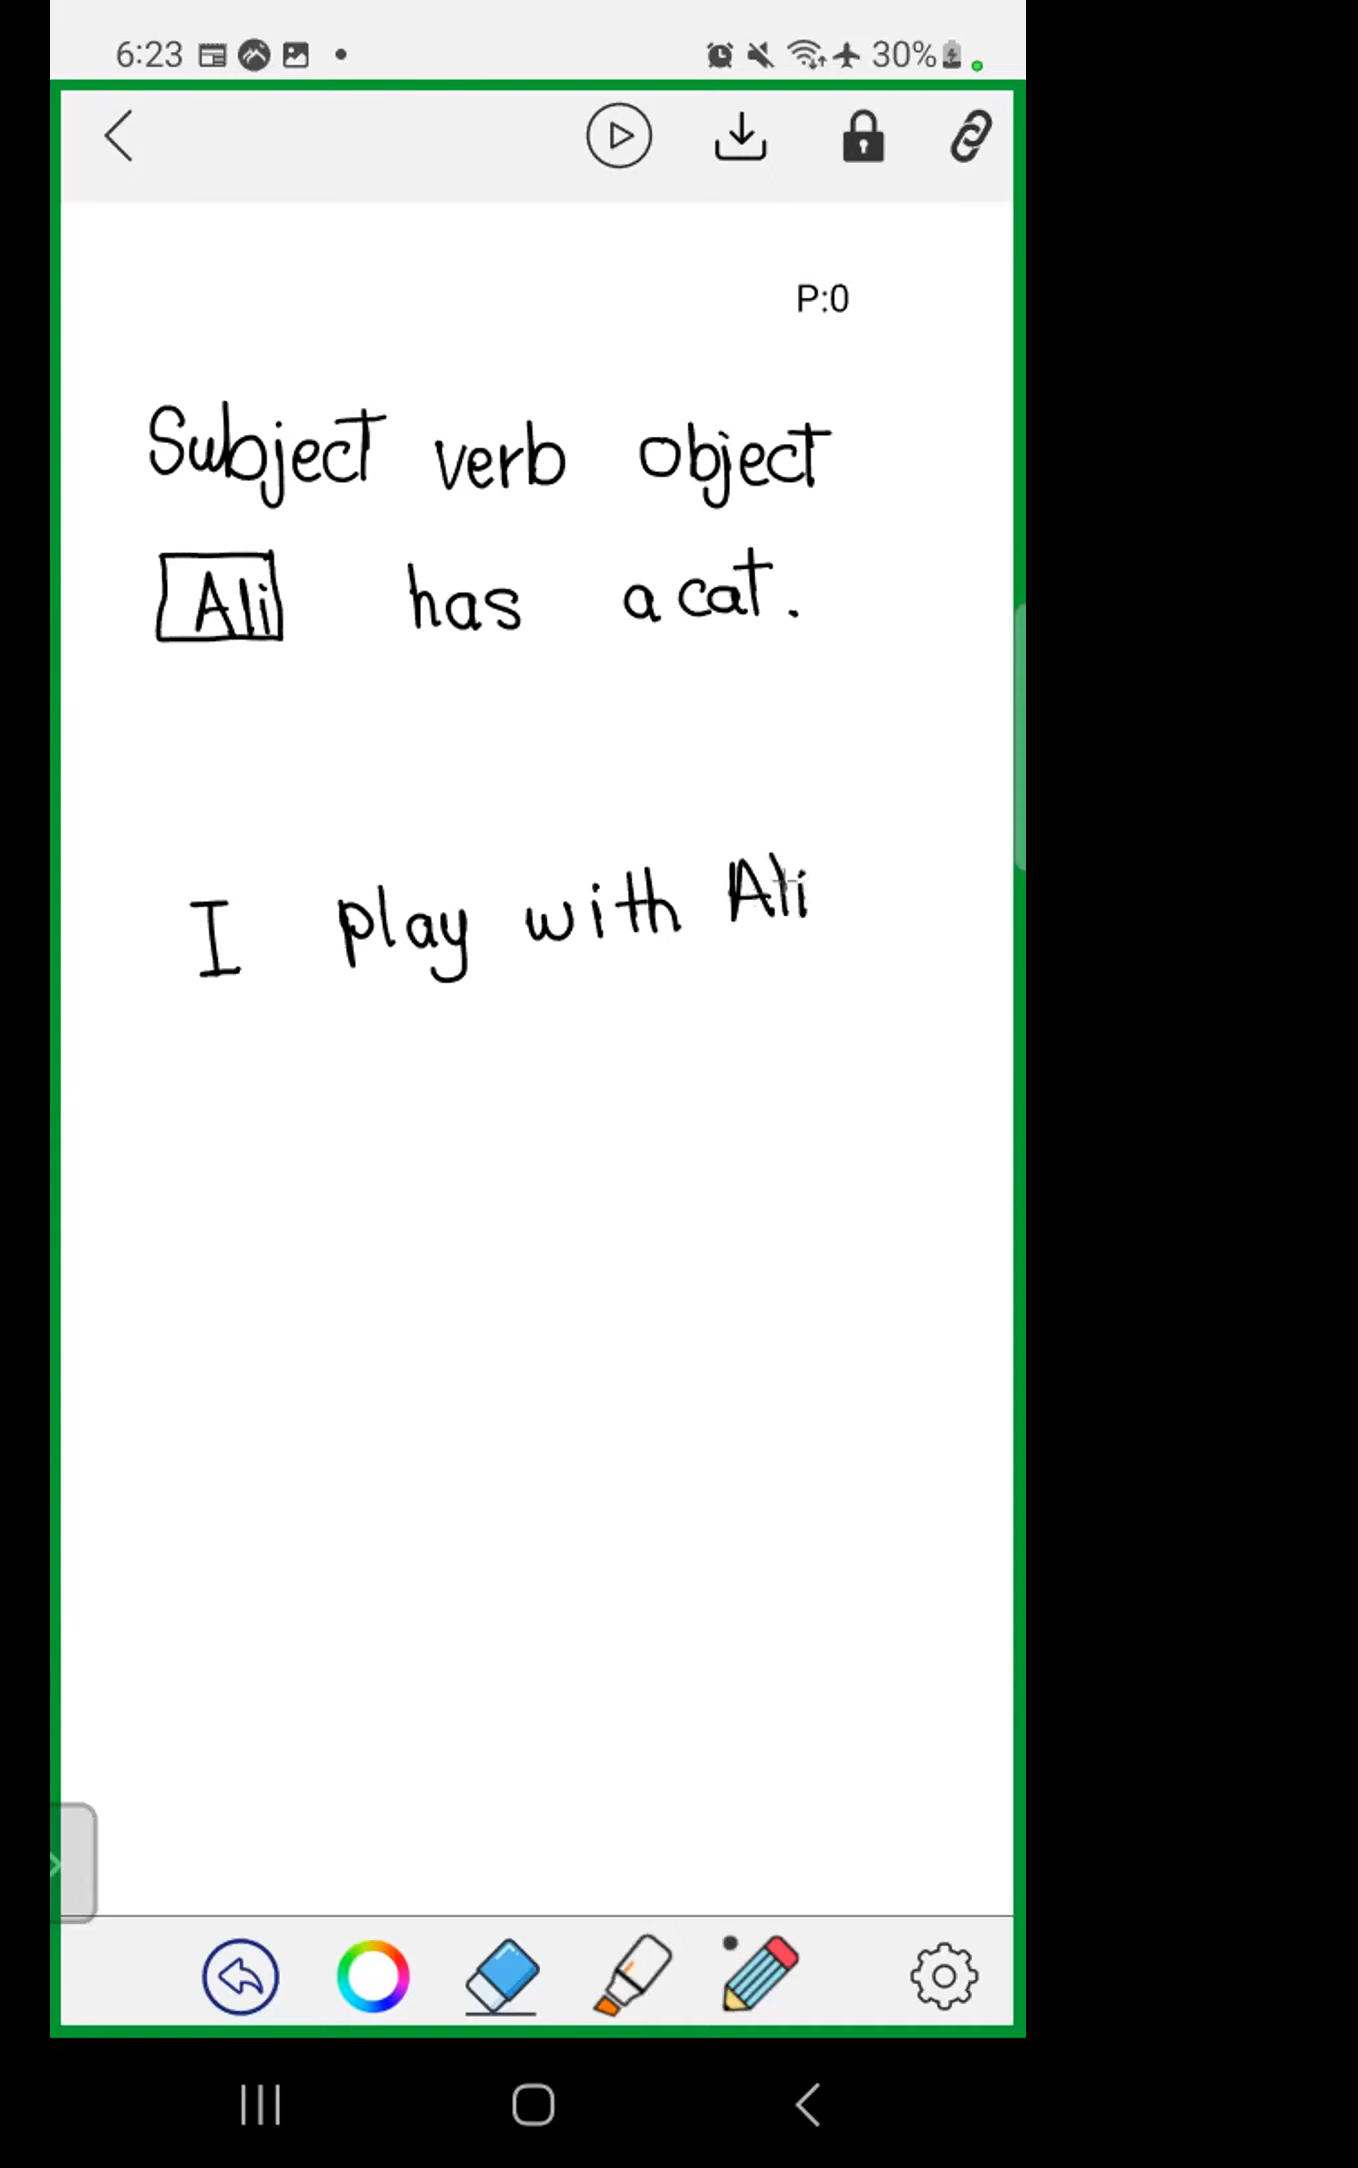 6:23 30%
P:0
Subject verb object
Ali has a cat.
I play with Ali